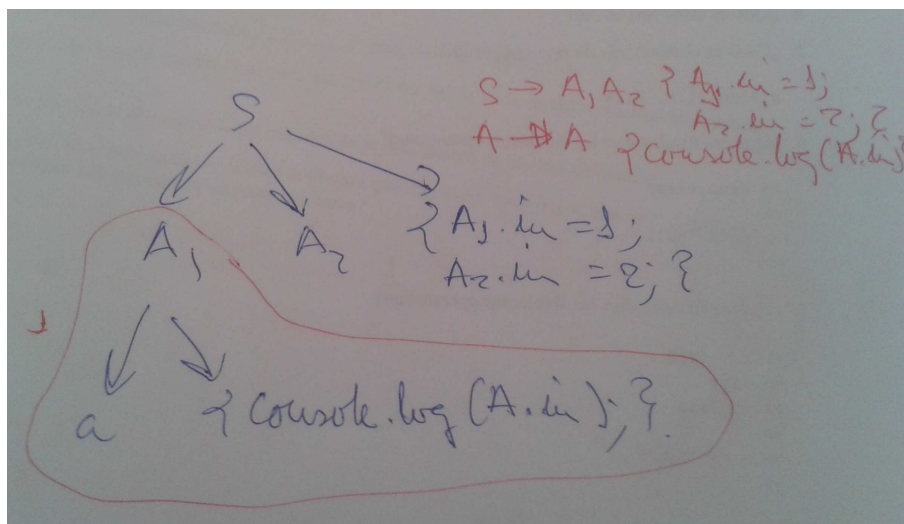 S → A₁ A₂ { A₁.in = 1;
A₂.in = 2; }
A → A {console.log(A.in)
S
A₁ A₂ { A₁.in = 1;
A₂.in = 2; }
1
a {console.log(A.in);}.